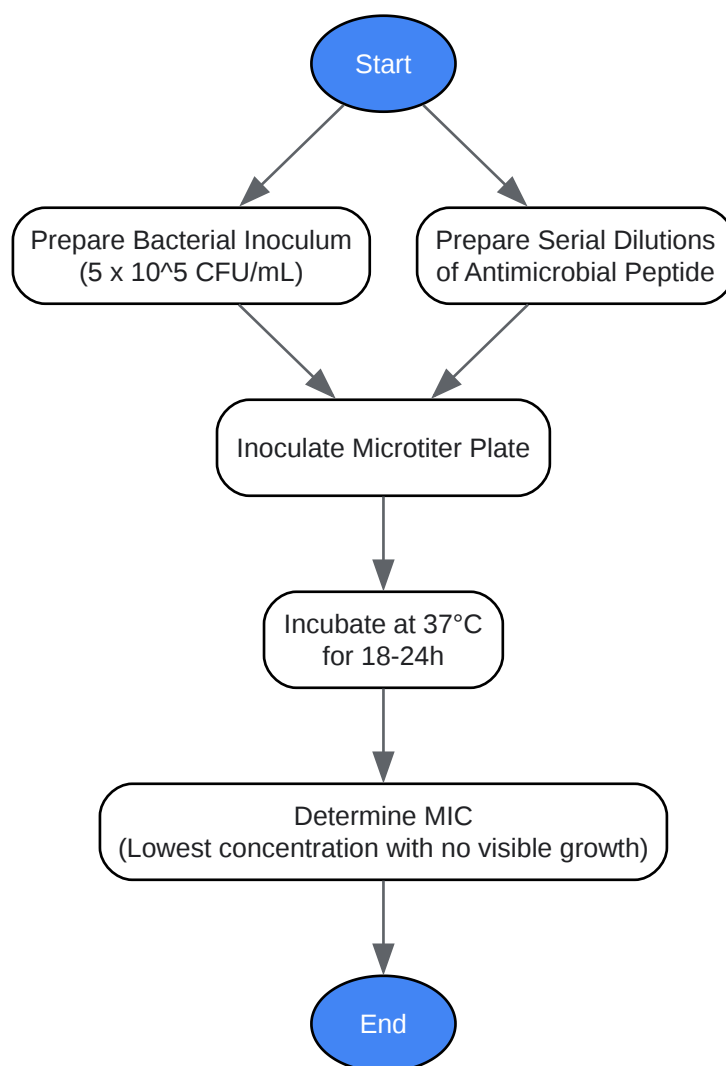 Start
Prepare Bacterial Inoculum
(5 x 10^5 CFU/mL)
Prepare Serial Dilutions
of Antimicrobial Peptide
Inoculate Microtiter Plate
Incubate at 37°C
for 18-24h
Determine MIC
(Lowest concentration with no visible growth)
End